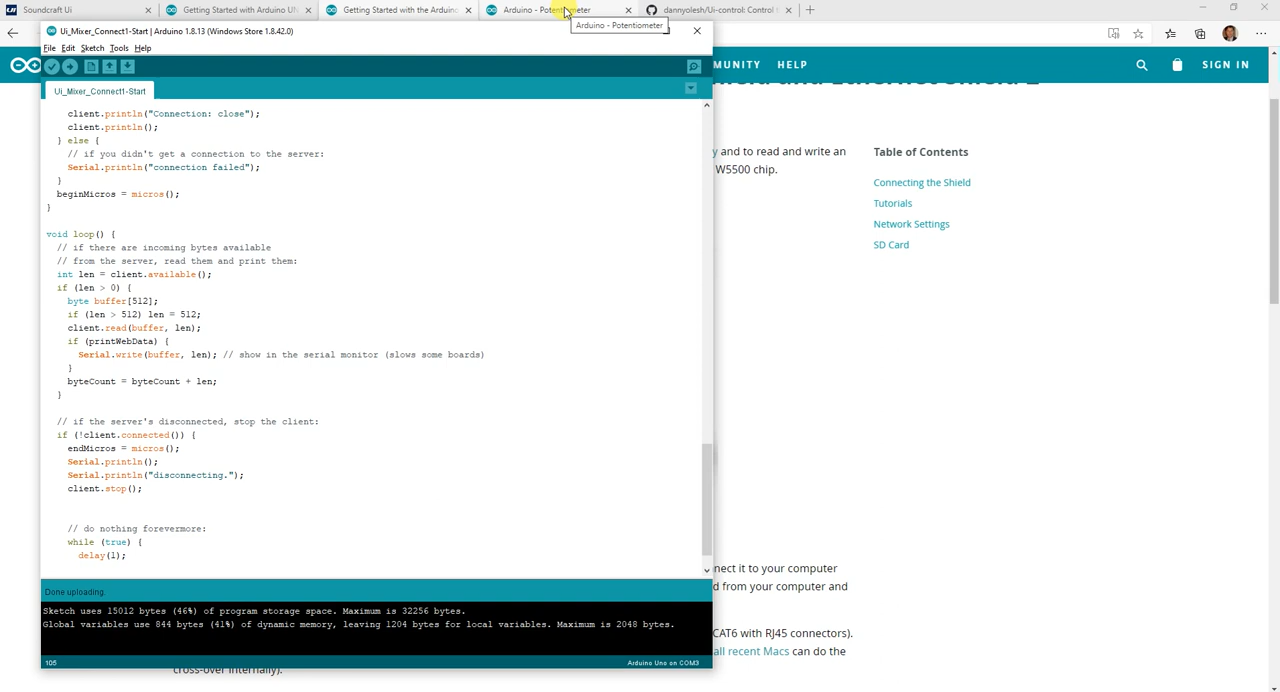 Soundcraft Ui
Getting Started with Arduino UN
Getting Started with the Arduino
Arduino - Potentiometer
dannyolesh/Ui-control: Control t
Arduino - Potentiometer
Ui_Mixer_Connect1-Start | Arduino 1.8.13 (Windows Store 1.8.42.0)
File Edit Sketch Tools Help
MUNITY HELP
SIGN IN
Ui_Mixer_Connect1-Start
client.println("Connection: close");
client.println();
} else {
// if you didn't get a connection to the server:
Serial.println("connection failed");
}
beginMicros = micros();
}
void loop() {
// if there are incoming bytes available
// from the server, read them and print them:
int len = client.available();
if (len > 0) {
byte buffer[512];
if (len > 512) len = 512;
client.read(buffer, len);
if (printWebData) {
Serial.write(buffer, len); // show in the serial monitor (slows some boards)
}
byteCount = byteCount + len;
}
// if the server's disconnected, stop the client:
if (!client.connected()) {
endMicros = micros();
Serial.println();
Serial.println("disconnecting.");
client.stop();
// do nothing forevermore:
while (true) {
delay(1);
Done uploading.
Sketch uses 15012 bytes (46%) of program storage space. Maximum is 32256 bytes.
Global variables use 844 bytes (41%) of dynamic memory, leaving 1204 bytes for local variables. Maximum is 2048 bytes.
105
Arduino Uno on COM3
y and to read and write an
W5500 chip.
Table of Contents
Connecting the Shield
Tutorials
Network Settings
SD Card
nect it to your computer
d from your computer and
CAT6 with RJ45 connectors).
all recent Macs can do the
cross-over internally).